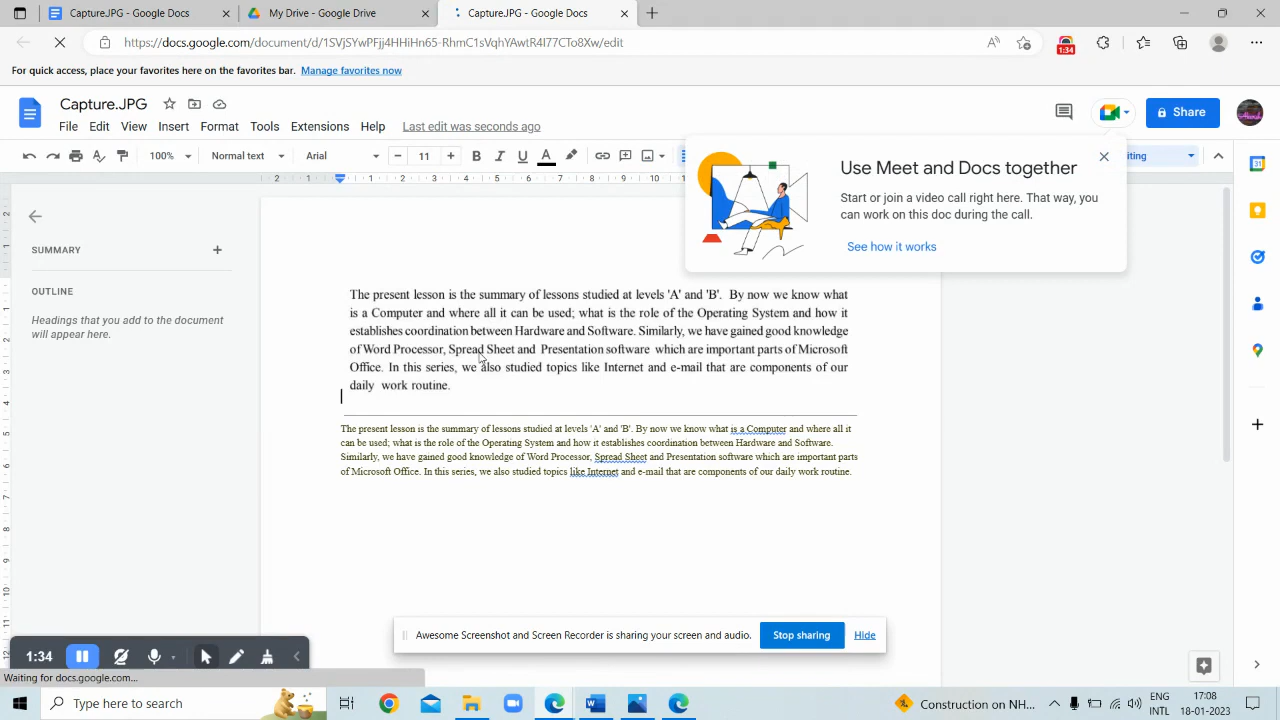 CaptureJPG - Google Docs
My Drive - Google Drive
CaptureJPG - Google Docs
https://docs.google.com/document/d/1SVjSYwPFjj4HHiHn65-RhmC1sVqhYAwtR4I77CTo8Xw/edit
1:34
For quick access, place your favorites here on the favorites bar. Manage favorites now
Capture.JPG
File Edit View Insert Format Tools Extensions Help Last edit was seconds ago
Share
100% Normal text Arial 11 B I U A
iting
2 1 1 2 3 4 5 6 7 8
Use Meet and Docs together
Start or join a video call right here. That way, you
can work on this doc during the call.
See how it works
SUMMARY
OUTLINE
Headings that you add to the document
will appear here.
The present lesson is the summary of lessons studied at levels 'A' and 'B'. By now we know what
is a Computer and where all it can be used; what is the role of the Operating System and how it
establishes coordination between Hardware and Software. Similarly, we have gained good knowledge
of Word Processor, Spread Sheet and Presentation software which are important parts of Microsoft
Office. In this series, we also studied topics like Internet and e-mail that are components of our
daily work routine.
The present lesson is the summary of lessons studied at levels 'A' and 'B'. By now we know what is a Computer and where all it
can be used; what is the role of the Operating System and how it establishes coordination between Hardware and Software.
Similarly, we have gained good knowledge of Word Processor, Spread Sheet and Presentation software which are important parts
of Microsoft Office. In this series, we also studied topics like Internet and e-mail that are components of our daily work routine.
Awesome Screenshot and Screen Recorder is sharing your screen and audio. Stop sharing Hide
1:34
Waiting for docs.google.com...
Type here to search
Construction on NH...
ENG
INTL
17:08
18-01-2023